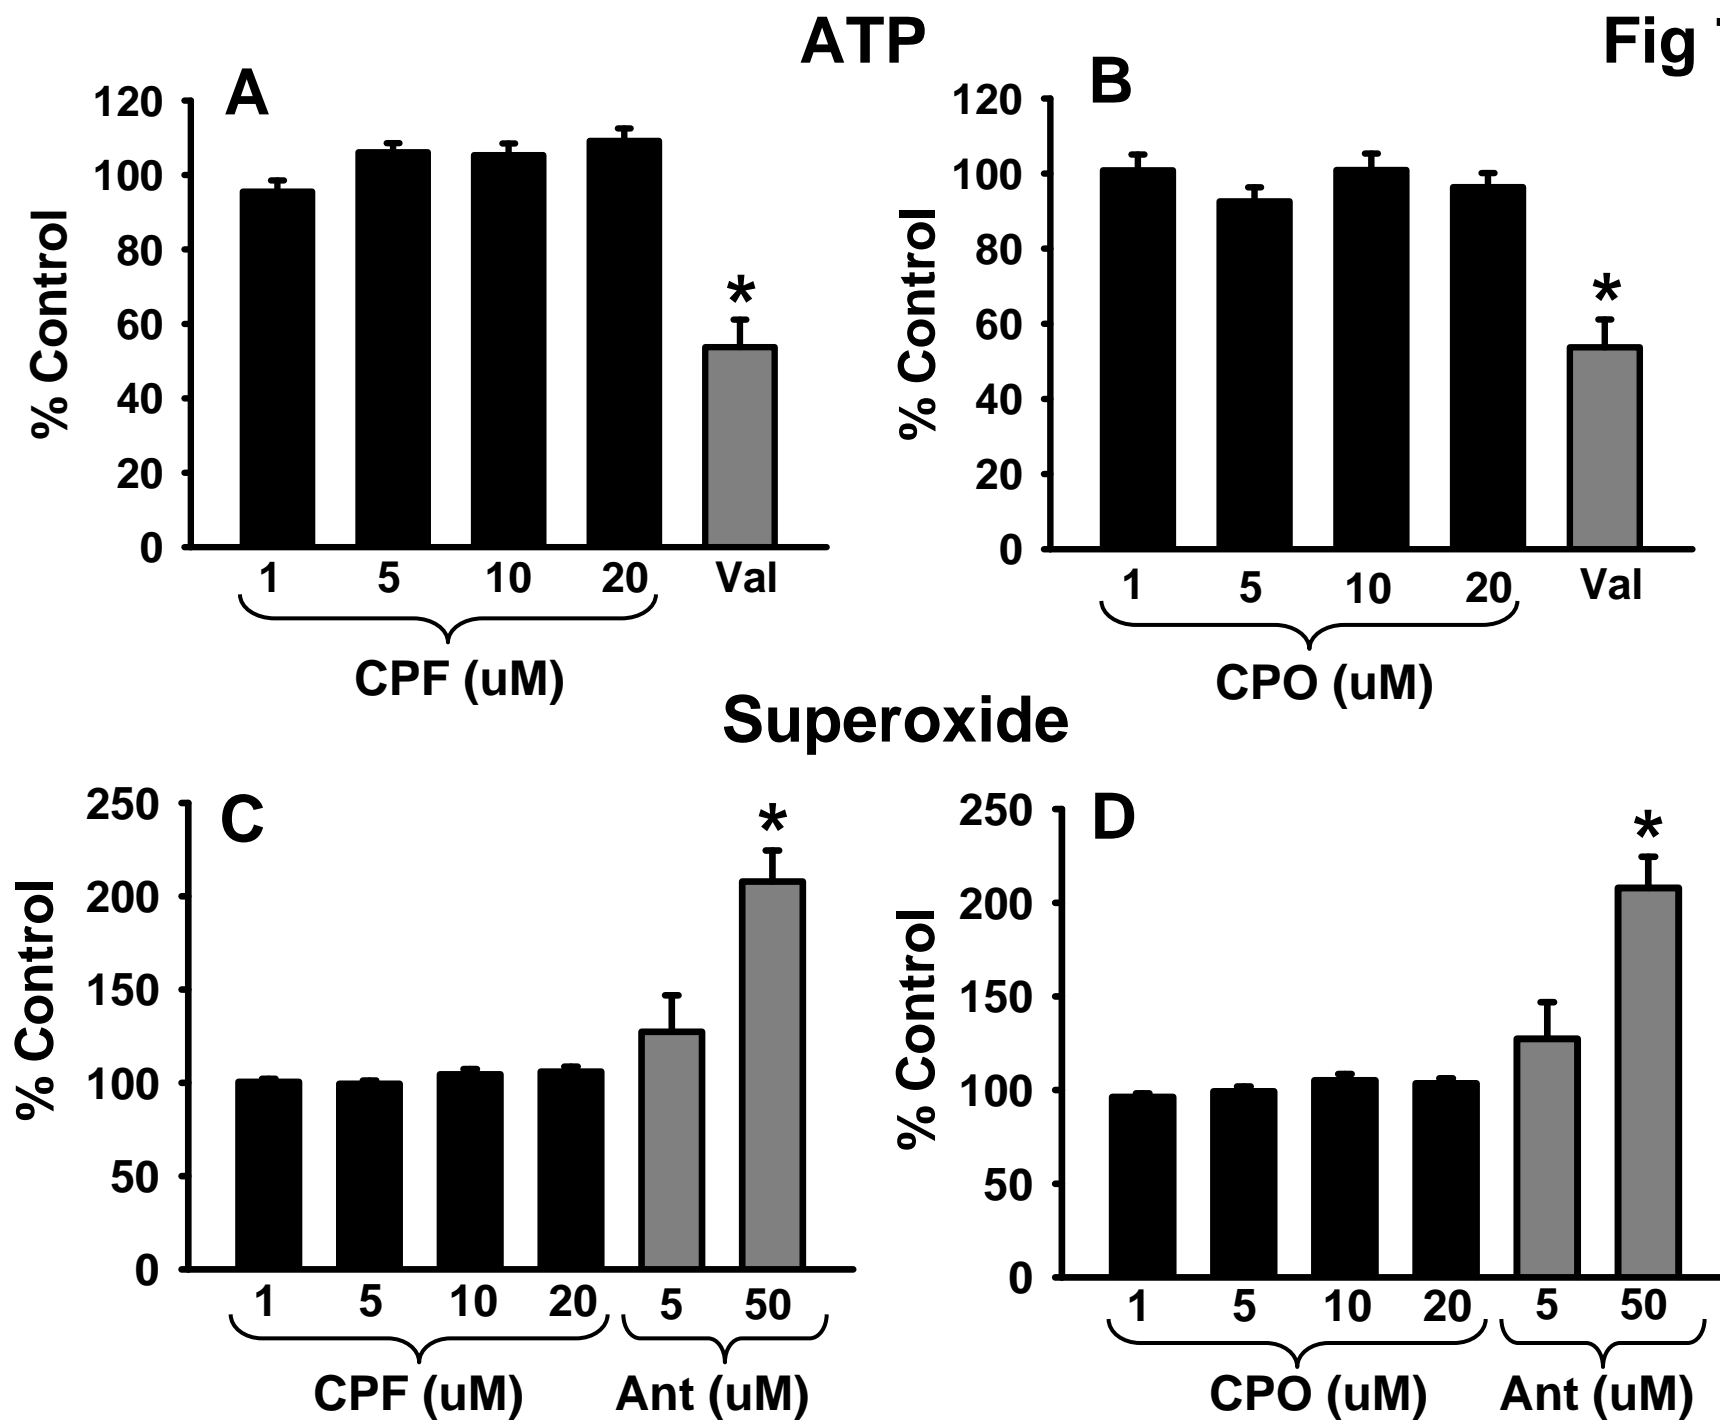 ATP
Fig
A
120
100
80
60
40
20
0
% Control
*
1 5 10 20 Val
CPF (uM)
B
120
100
80
60
40
20
0
% Control
*
1 5 10 20 Val
CPO (uM)
Superoxide
C
250
200
150
100
50
0
% Control
*
1 5 10 20 5 50
CPF (uM) Ant (uM)
D
250
200
150
100
50
0
% Control
*
1 5 10 20 5 50
CPO (uM) Ant (uM)